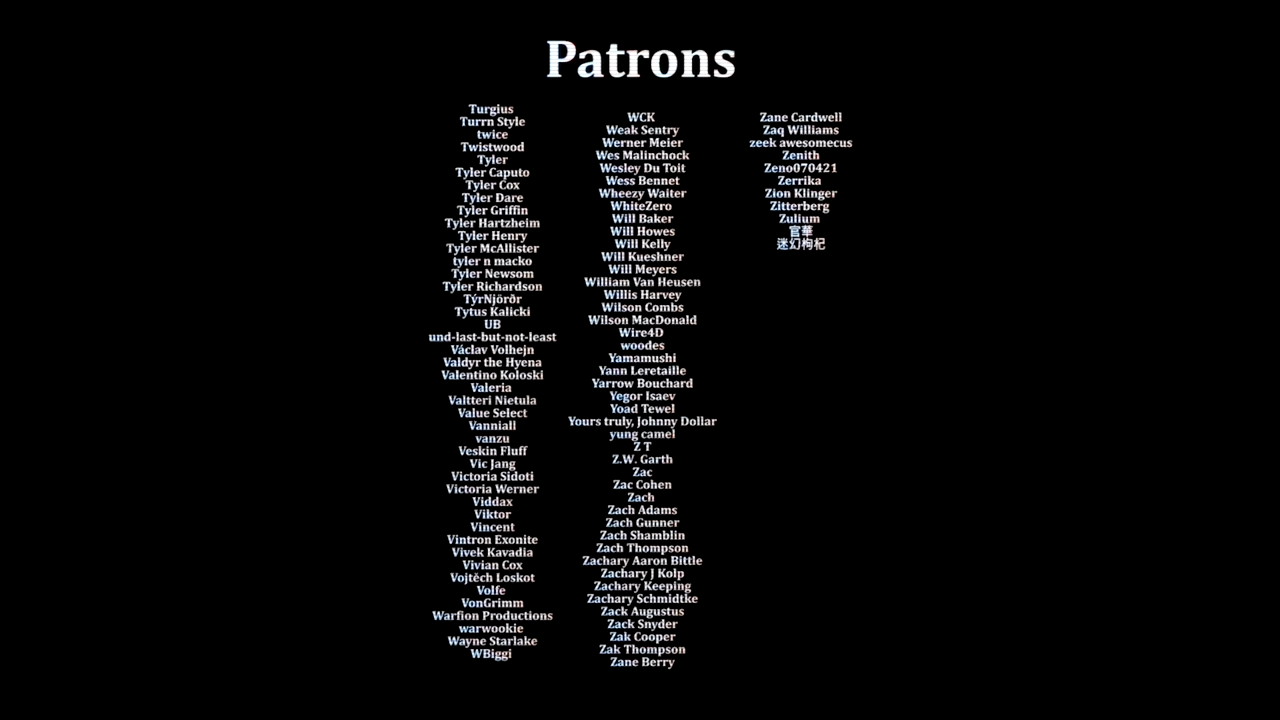 Patrons
Turgius
Turrn Style
twice
Twistwood
Tyler
Tyler Caputo
Tyler Cox
Tyler Dare
Tyler Griffin
Tyler Hartzheim
Tyler Henry
Tyler McAllister
tyler n macko
Tyler Newsom
Tyler Richardson
TýrNjörðr
Tytus Kalicki
UB
und-last-but-not-least
Václav Volhejn
Valdyr the Hyena
Valentino Koloski
Valeria
Valtteri Nietula
Value Select
Vanniall
vanzu
Veskin Fluff
Vic Jang
Victoria Sidoti
Victoria Werner
Viddax
Viktor
Vincent
Vintron Exonite
Vivek Kavadia
Vivian Cox
Vojtěch Loskot
Volfe
VonGrimm
Warfion Productions
warwookie
Wayne Starlake
WBiggi
WCK
Weak Sentry
Werner Meier
Wes Malinchock
Wesley Du Toit
Wess Bennet
Wheezy Waiter
WhiteZero
Will Baker
Will Howes
Will Kelly
Will Kueshner
Will Meyers
William Van Heusen
Willis Harvey
Wilson Combs
Wilson MacDonald
Wire4D
woodes
Yamamushi
Yann Leretaille
Yarrow Bouchard
Yegor Isaev
Yoad Tewel
Yours truly, Johnny Dollar
yung camel
Z T
Z.W. Garth
Zac
Zac Cohen
Zach
Zach Adams
Zach Gunner
Zach Shamblin
Zach Thompson
Zachary Aaron Bittle
Zachary J Kolp
Zachary Keeping
Zachary Schmidtke
Zack Augustus
Zack Snyder
Zak Cooper
Zak Thompson
Zane Berry
Zane Cardwell
Zaq Williams
zeek awesomecus
Zenith
Zeno070421
Zerrika
Zion Klinger
Zitterberg
Zulium
官華
迷幻枸杞